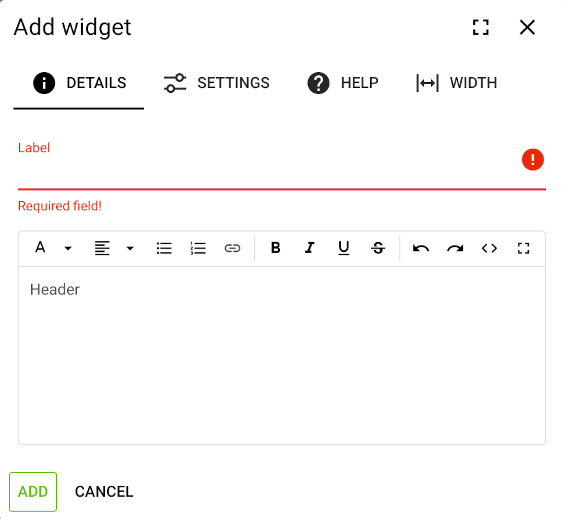 Add widget
DETAILS SETTINGS HELP WIDTH
Label
Required field!
A B I U S
Header
ADD CANCEL